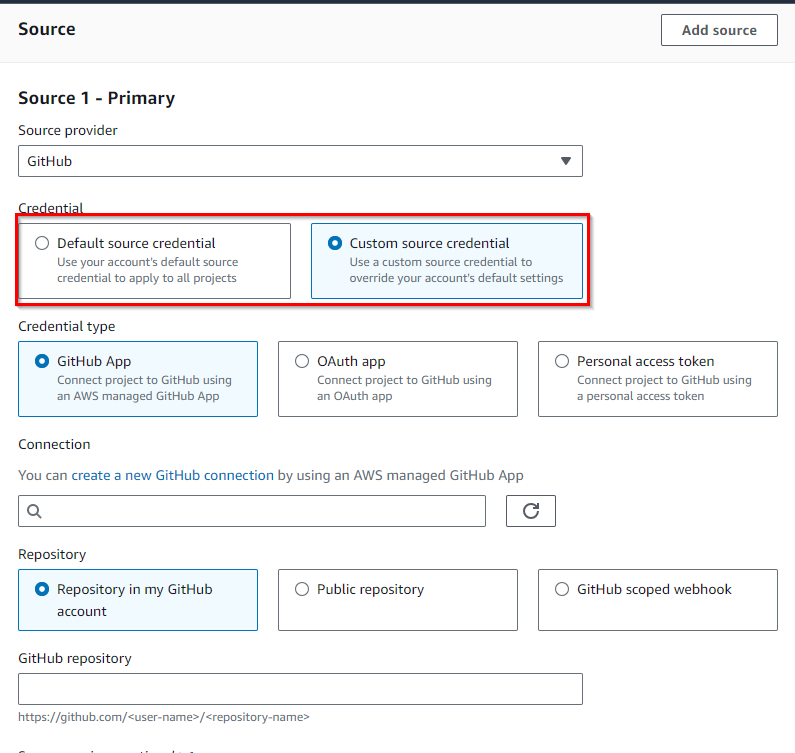 Source
Add source
Source 1 - Primary
Source provider
GitHub
Credential
Default source credential
Use your account's default source
credential to apply to all projects
Custom source credential
Use a custom source credential to
override your account's default settings
Credential type
GitHub App
Connect project to GitHub using
an AWS managed GitHub App
OAuth app
Connect project to GitHub using
an OAuth app
Personal access token
Connect project to GitHub using
a personal access token
Connection
You can create a new GitHub connection by using an AWS managed GitHub App
Repository
Repository in my GitHub
account
Public repository
GitHub scoped webhook
GitHub repository
https://github.com/<user-name>/<repository-name>